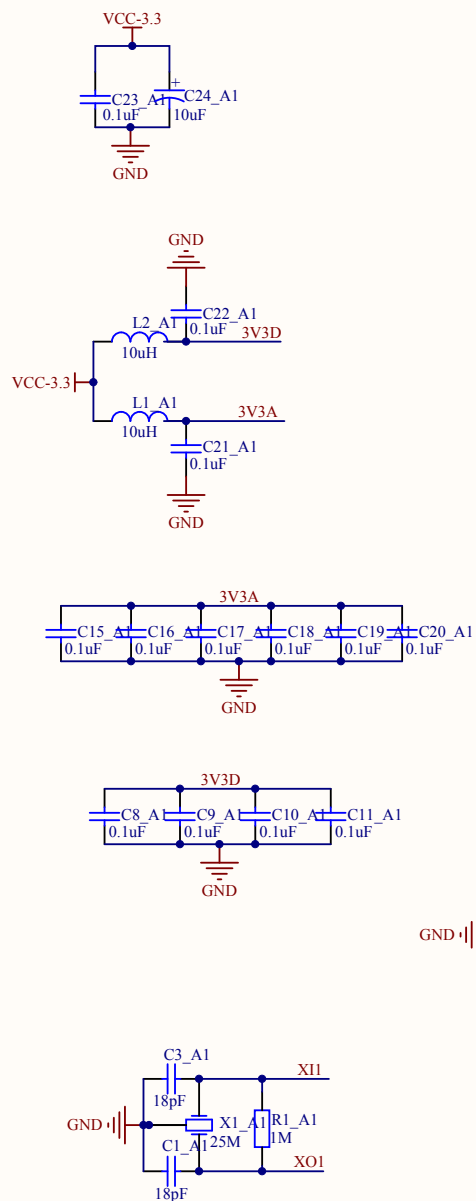 VCC-3.3
+
C23_A1
C24_A1
0.1uF
10uF
GND
GND
C22_A1
0.1uF
L2_A1
3V3D
10uH
VCC-3.3
L1_A1
3V3A
10uH
C21_A1
0.1uF
GND
3V3A
C15_A1 C16_A1 C17_A1 C18_A1 C19_A1 C20_A1
0.1uF 0.1uF 0.1uF 0.1uF 0.1uF 0.1uF
GND
3V3D
C8_A1 C9_A1 C10_A1 C11_A1
0.1uF 0.1uF 0.1uF 0.1uF
GND
GND
C3_A1
XI1
18pF
GND
X1_A1
R1_A1
25M
1M
C1_A1
XO1
18pF